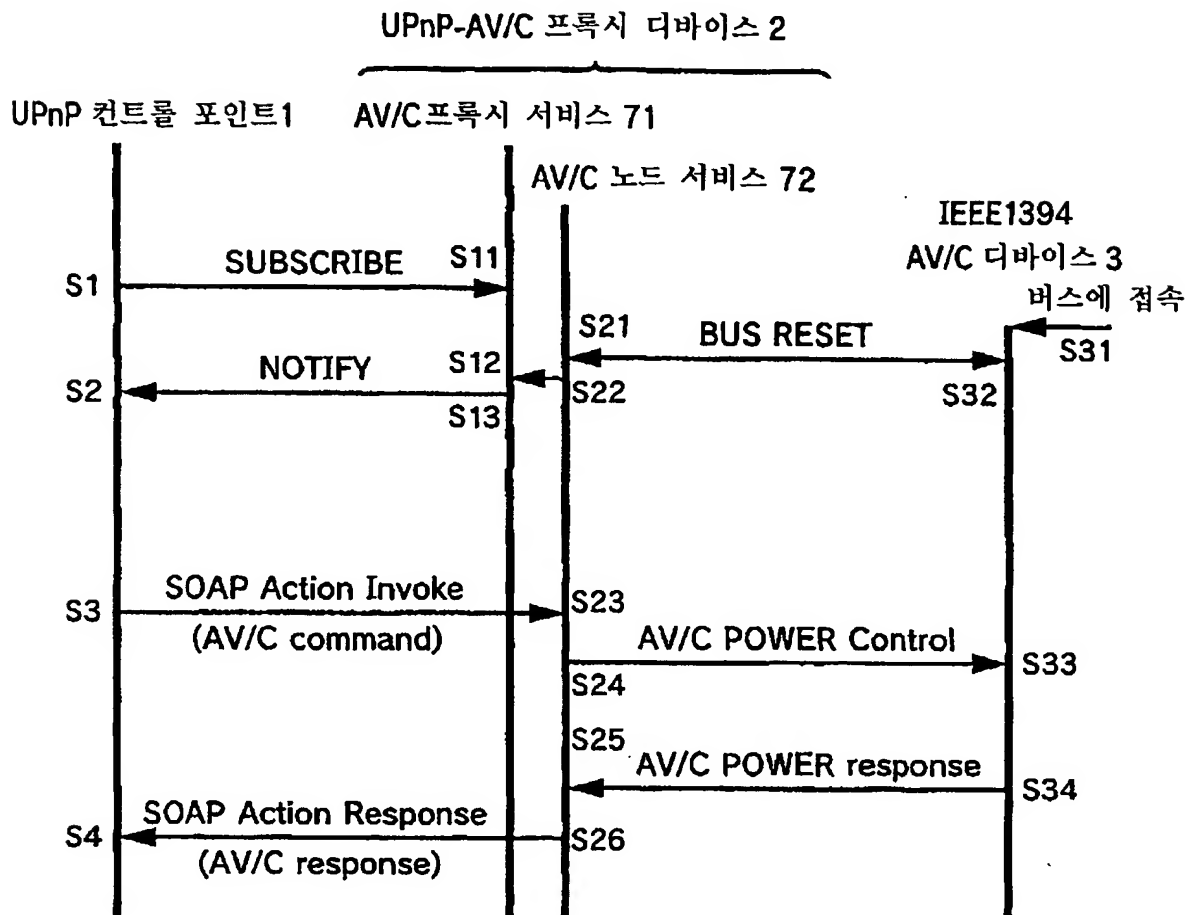 UPnP-AV/C 프록시 디바이스 2
UPnP 컨트롤 포인트1
AV/C프록시 서비스 71
AV/C 노드 서비스 72
IEEE1394
AV/C 디바이스 3
버스에 접속
S1
SUBSCRIBE
S11
S21
BUS RESET
S31
S2
NOTIFY
S12
S13
S22
S32
S3
SOAP Action Invoke
(AV/C command)
S23
AV/C POWER Control
S24
S33
S25
AV/C POWER response
S34
S4
SOAP Action Response
(AV/C response)
S26